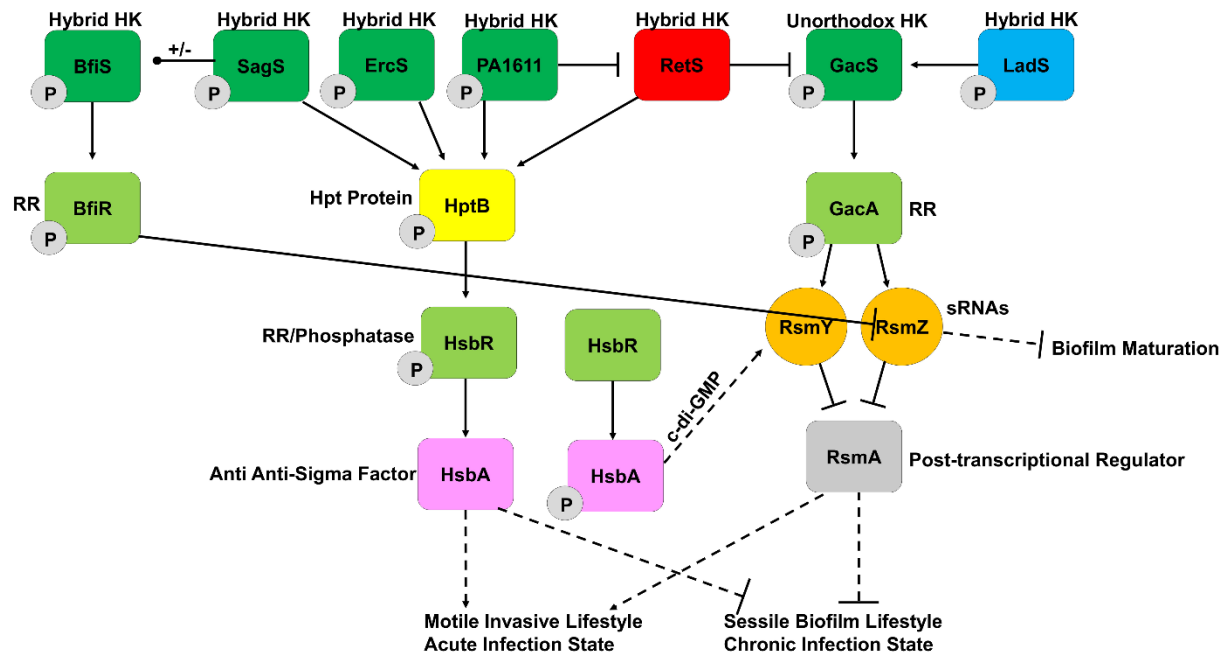 Hybrid HK
Hybrid HK
Hybrid HK
Hybrid HK
Hybrid HK
Unorthodox HK
Hybrid HK
BfiS
+/-
SagS
ErcS
PA1611
RetS
GacS
LadS
P
P
P
P
P
P
RR
BfiR
P
Hpt Protein
HptB
P
GacA
RR
P
RsmY
RsmZ
sRNAs
Biofilm Maturation
RR/Phosphatase
HsbR
P
HsbR
c-di-GMP
Anti Anti-Sigma Factor
HsbA
HsbA
P
RsmA
Post-transcriptional Regulator
Motile Invasive Lifestyle
Acute Infection State
Sessile Biofilm Lifestyle
Chronic Infection State